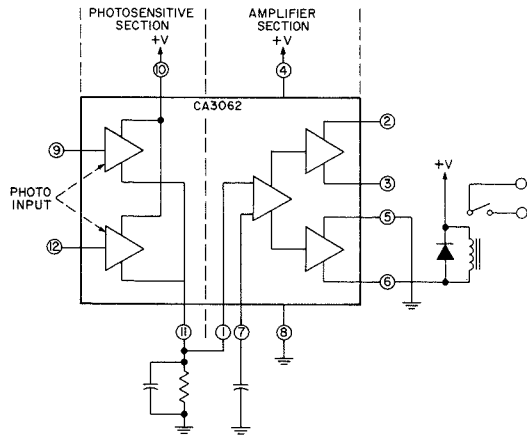 PHOTOSENSITIVE
SECTION
+V
AMPLIFIER
SECTION
+V
10
4
CA3062
2
9
3
PHOTO
INPUT
5
+V
12
6
11
1
7
8